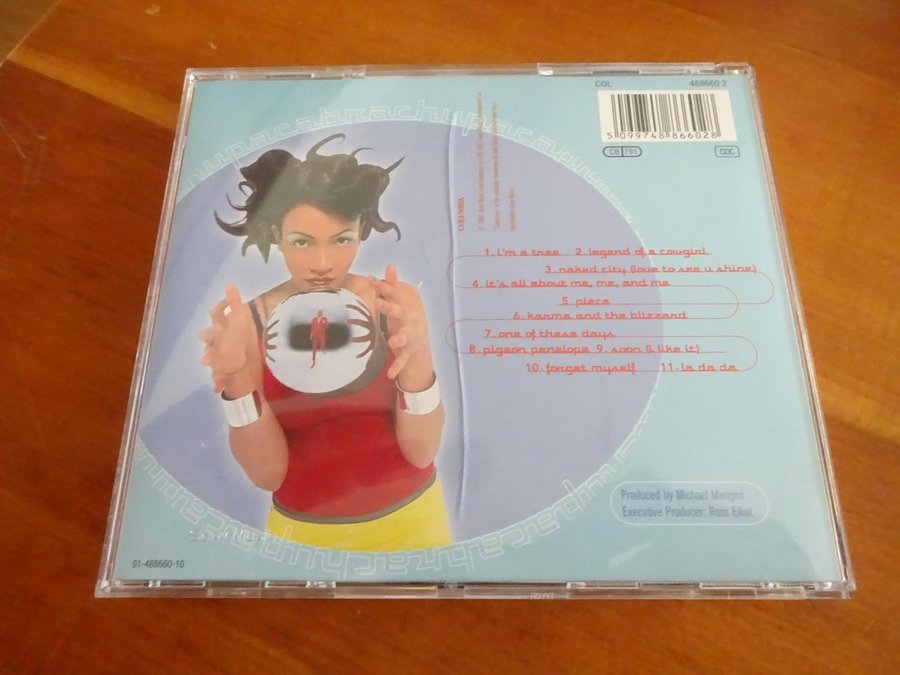 COL 488660 2
5 099748 866028
CB 791
CDC
chupacabrachupacabra
COLUMBIA
1. i'm a tree 2. legend of a cowgirl
3. naked city (love to see u shine)
4. it's all about me, me, and me
5. piece
6. karma and the blizzard
7. one of these days
8. pigeon penelope 9. soon (i like it)
10. forget myself 11. la da da
Produced by Michael Mangini
Executive Producer: Ross Elliot
01-488660-10